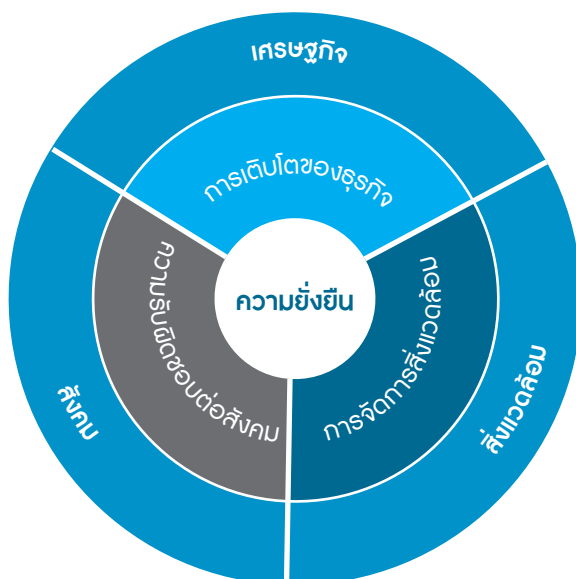 เศรษฐกิจ
การเติบโตของธุรกิจ
ความยั่งยืน
ความรับผิดชอบต่อสังคม
การจัดการสิ่งแวดล้อม
สังคม
สิ่งแวดล้อม